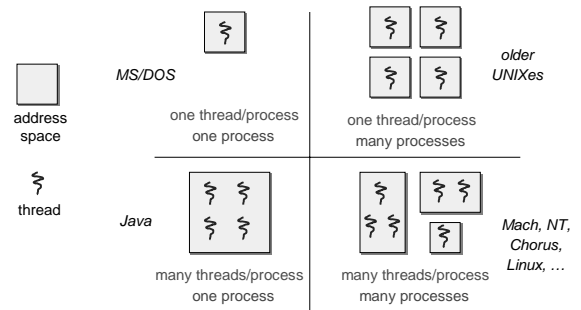 MS/DOS
one thread/process
one process
older
UNIXes
one thread/process
many processes
address
space
thread
Java
many threads/process
one process
many threads/process
many processes
Mach, NT,
Chorus,
Linux, …